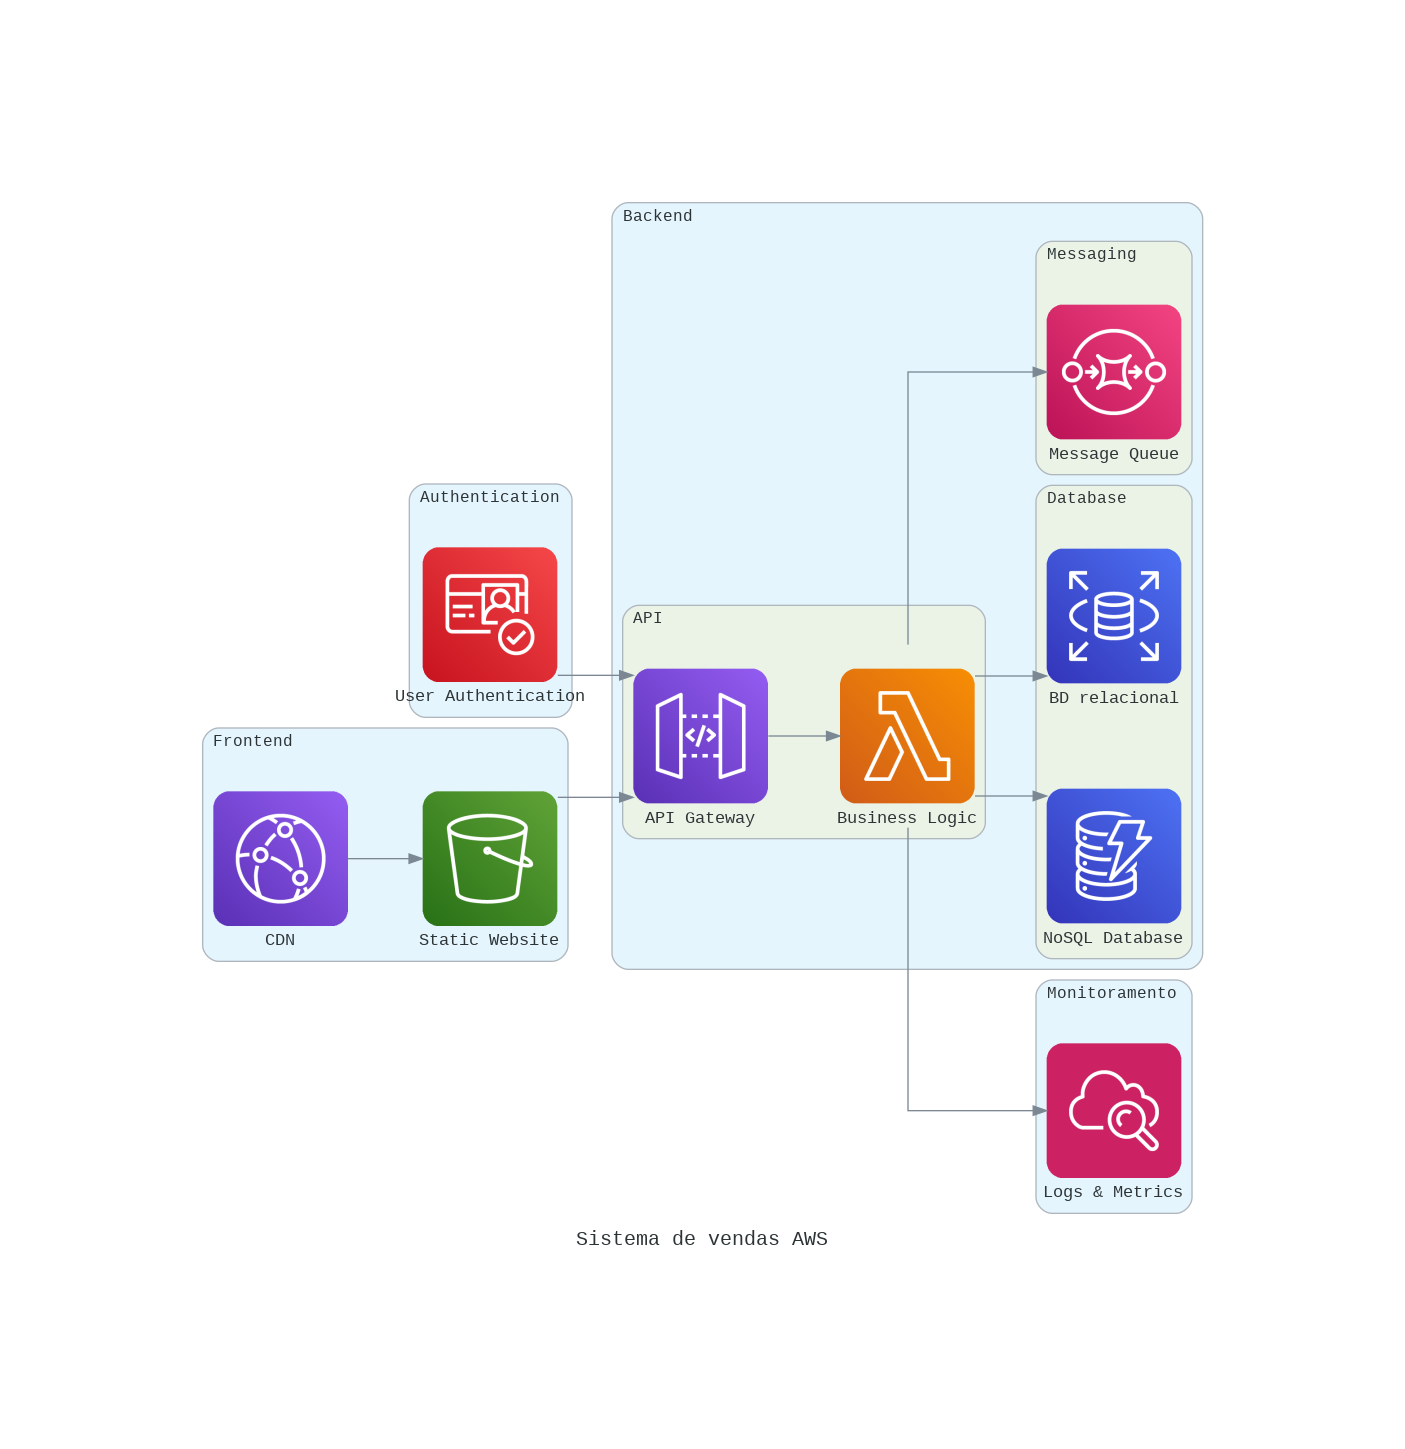 Backend
Messaging
Message Queue
Authentication
User Authentication
Database
BD relacional
API
API Gateway
Business Logic
NoSQL Database
Frontend
CDN
Static Website
Monitoramento
Logs & Metrics
Sistema de vendas AWS